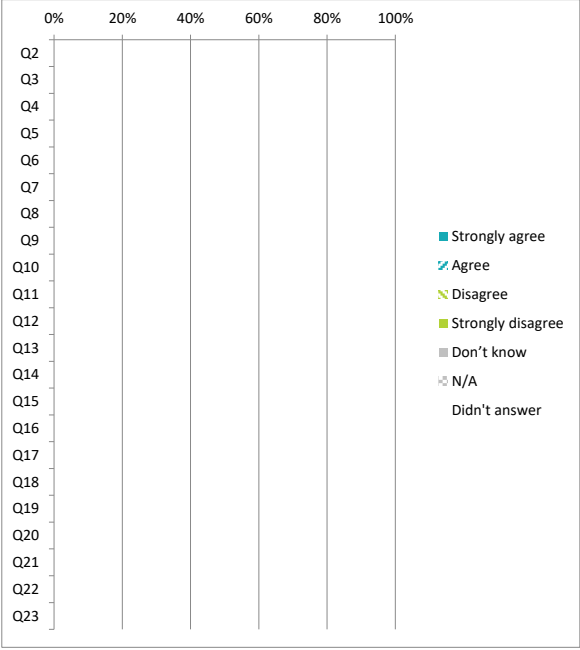 0% 20% 40% 60% 80% 100%
Q2
Q3
Q4
Q5
Q6
Q7
Q8
Q9
Q10
Q11
Q12
Q13
Q14
Q15
Q16
Q17
Q18
Q19
Q20
Q21
Q22
Q23
Strongly agree
Agree
Disagree
Strongly disagree
Don’t know
N/A
Didn't answer